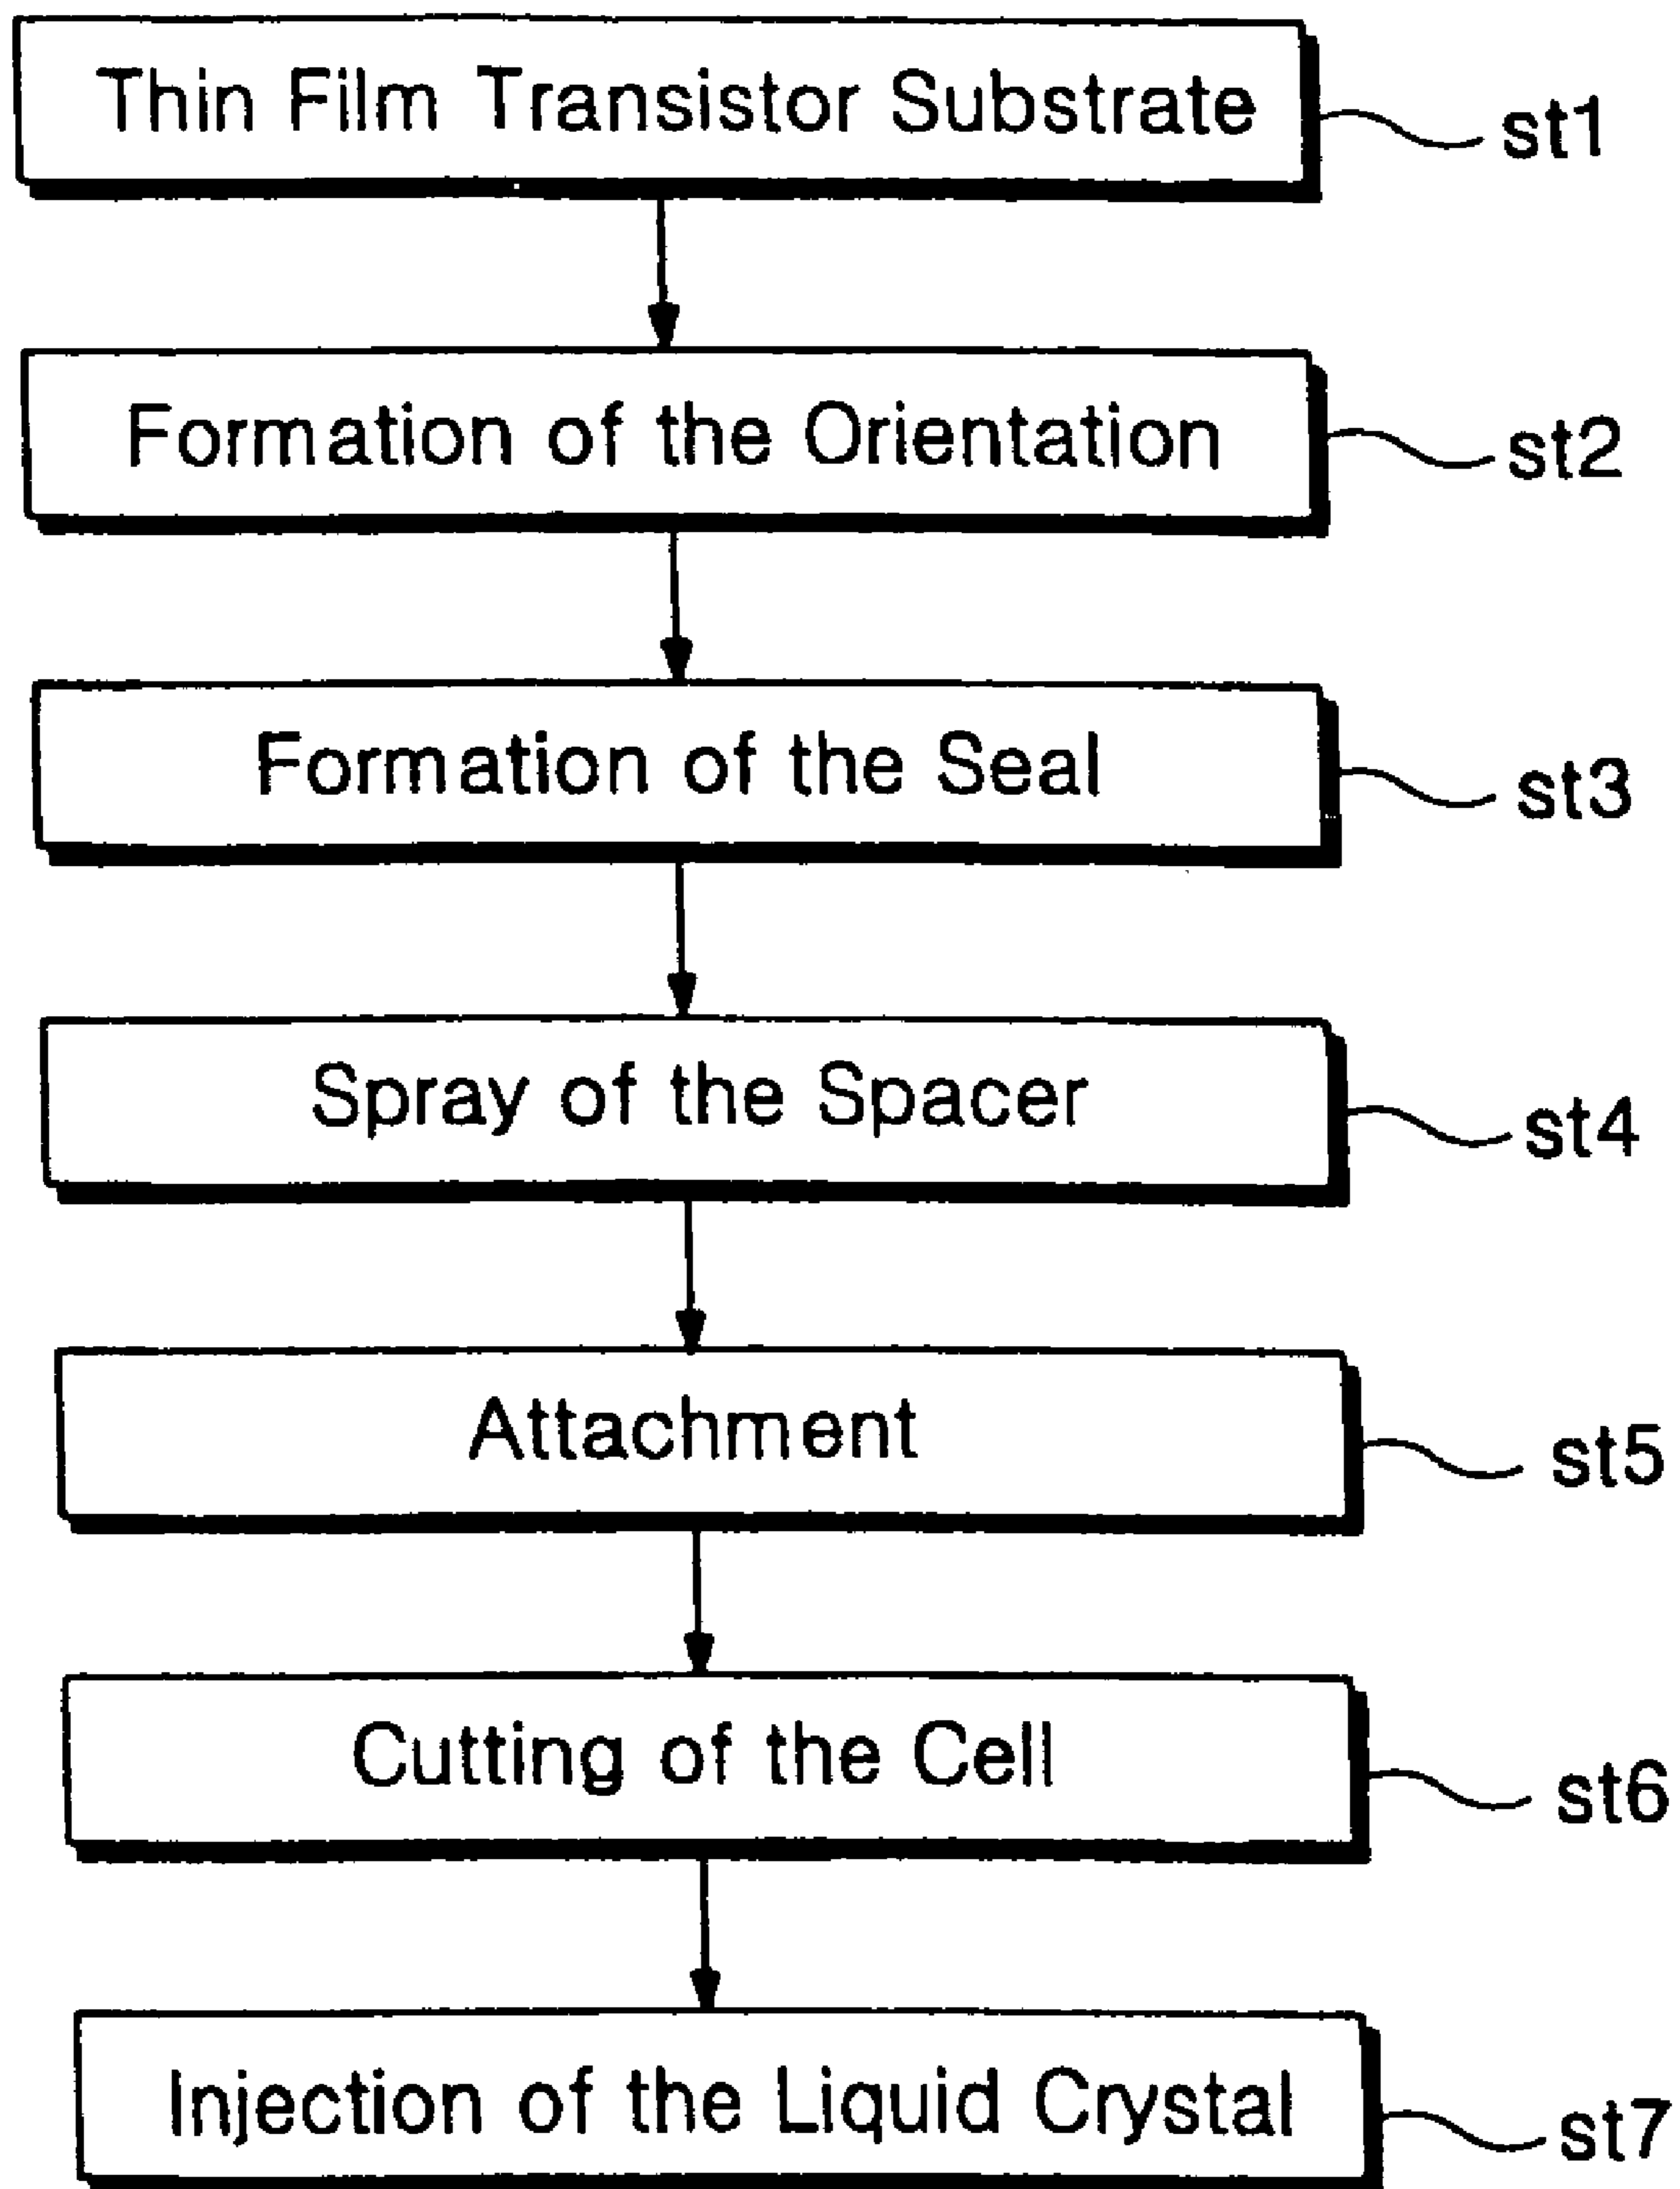 Thin Film Transistor Substrate
st1
Formation of the Orientation
st2
Formation of the Seal
st3
Spray of the Spacer
st4
Attachment
st5
Cutting of the Cell
st6
Injection of the Liquid Crystal
st7